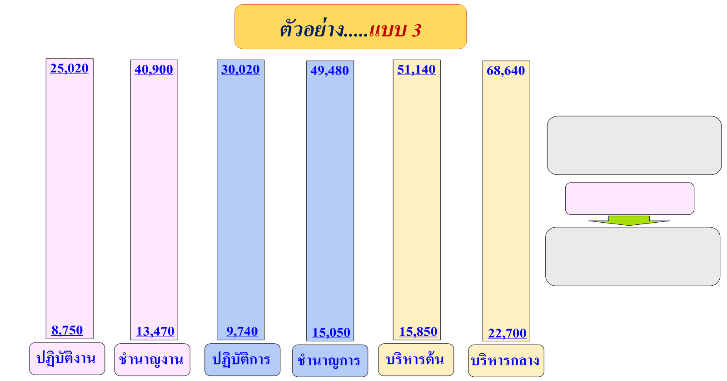 ตัวอย่าง.....แบบ 3
25,020 40,900 30,020 49,480 51,140 68,640
8,750 13,470 9,740 15,050 15,850 22,700
ปฏิบัติงาน ชำนาญงาน ปฏิบัติการ ชำนาญการ บริหารต้น บริหารกลาง